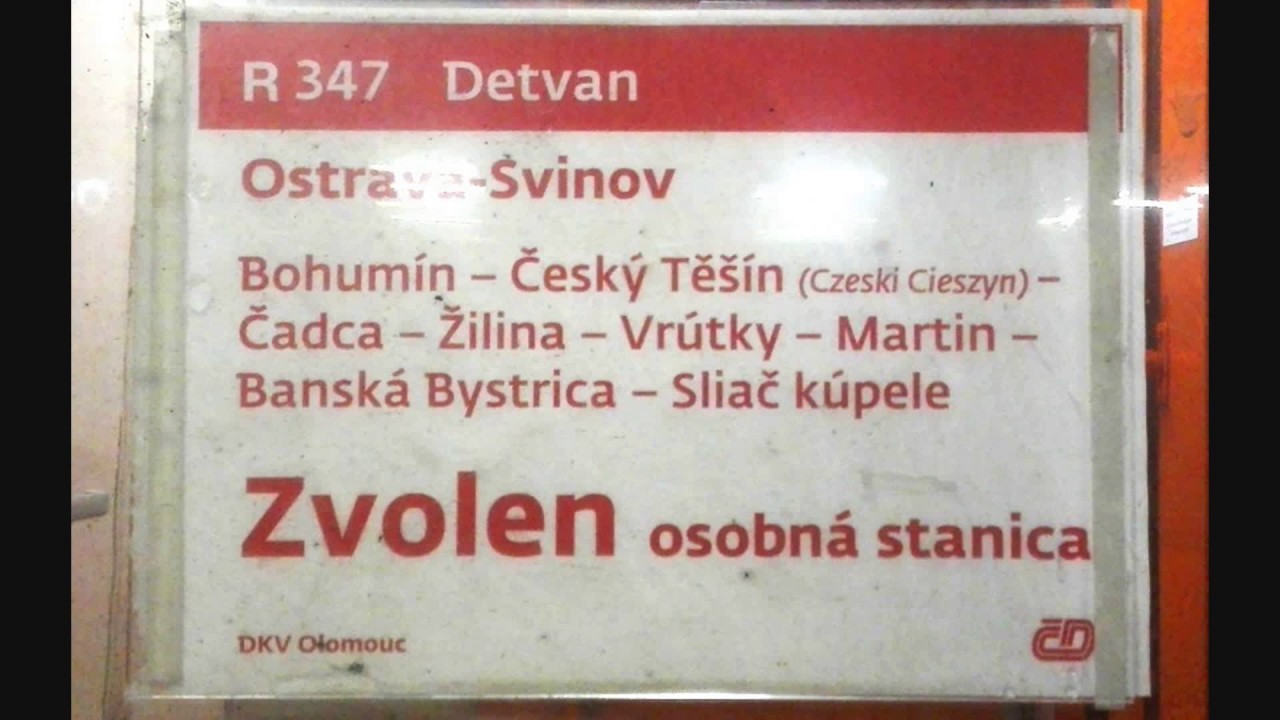 R 347 Detvan
Ostrava-Svinov
Bohumín – Český Těšín (Czeski Cieszyn) –
Čadca – Žilina – Vrútky – Martin –
Banská Bystrica – Sliač kúpele
Zvolen osobná stanica
DKV Olomouc
ČD